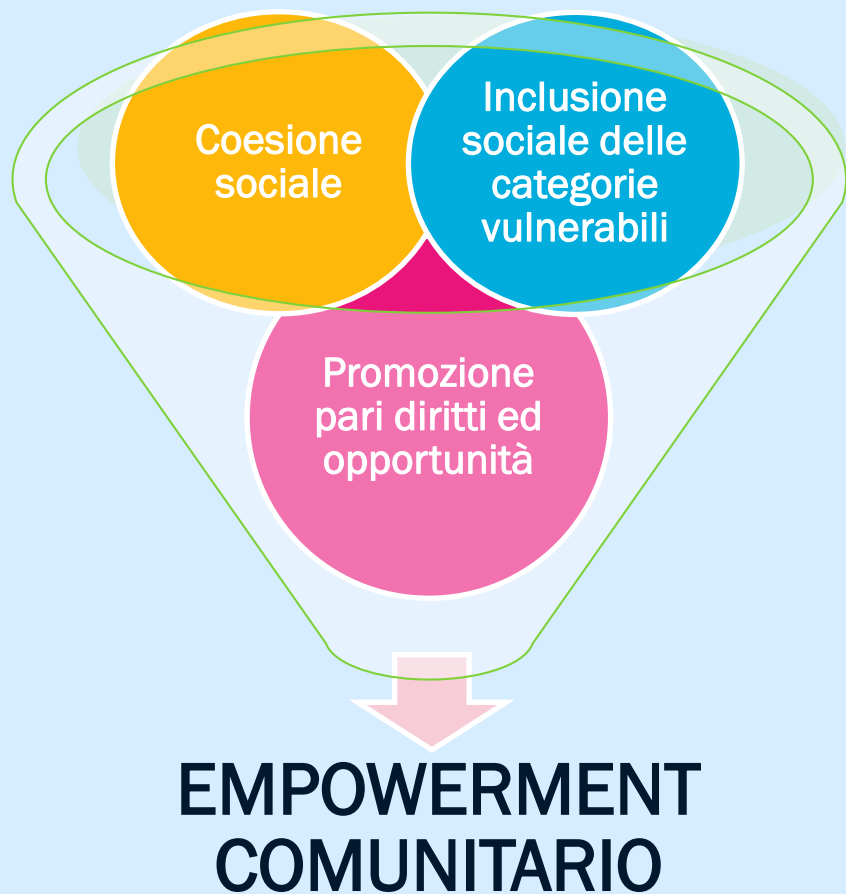 Coesione
sociale
Inclusione
sociale delle
categorie
vulnerabili
Promozione
pari diritti ed
opportunità
EMPOWERMENT
COMUNITARIO